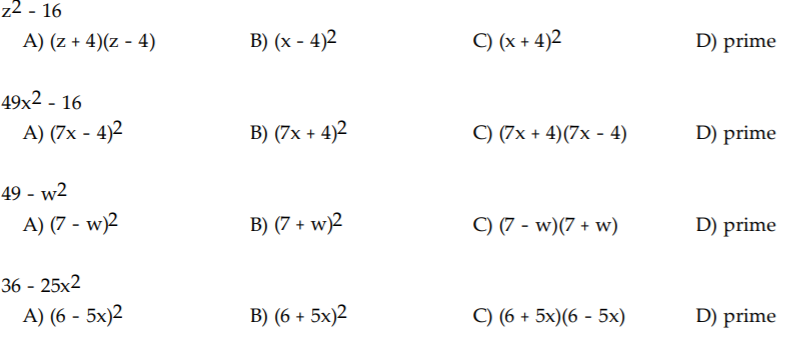 z² - 16
A) (z + 4)(z - 4) B) (x - 4)² C) (x + 4)² D) prime
49x² - 16
A) (7x - 4)² B) (7x + 4)² C) (7x + 4)(7x - 4) D) prime
49 - w²
A) (7 - w)² B) (7 + w)² C) (7 - w)(7 + w) D) prime
36 - 25x²
A) (6 - 5x)² B) (6 + 5x)² C) (6 + 5x)(6 - 5x) D) prime